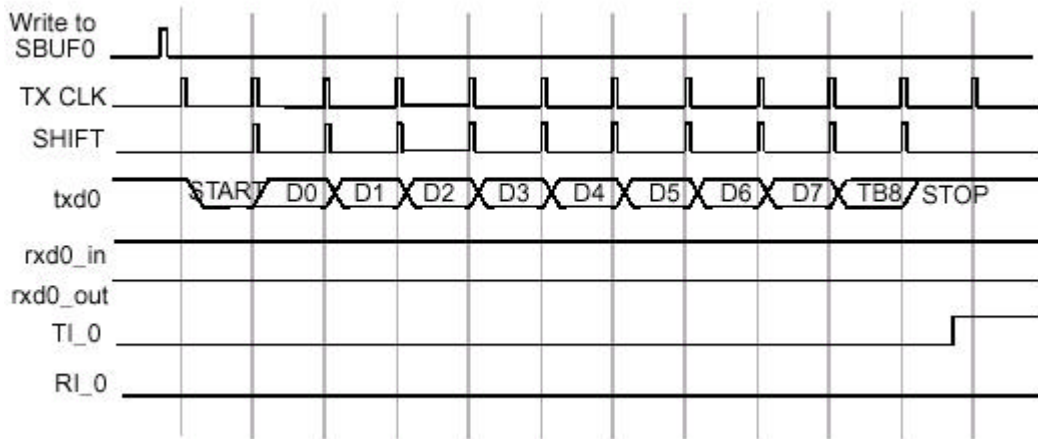 Write to
SBUF0
TX CLK
SHIFT
txd0 START D0 D1 D2 D3 D4 D5 D6 D7 TB8 STOP
rxd0_in
rxd0_out
TI_0
RI_0